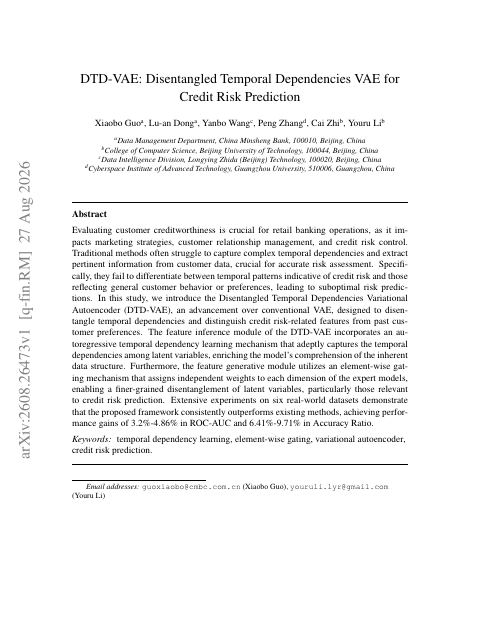 DTD-VAE: Disentangled Temporal Dependencies VAE for
Credit Risk Prediction
Xiaobo Guoᵃ, Lu-an Dongᵃ, Yanbo Wangᶜ, Peng Zhangᵈ, Cai Zhiᵇ, Youru Liᵇ
ᵃData Management Department, China Minsheng Bank, 100010, Beijing, China
ᵇCollege of Computer Science, Beijing University of Technology, 100044, Beijing, China
ᶜData Intelligence Division, Longying Zhida (Beijing) Technology, 100020, Beijing, China
ᵈCyberspace Institute of Advanced Technology, Guangzhou University, 510006, Guangzhou, China
Abstract
Evaluating customer creditworthiness is crucial for retail banking operations, as it im-
pacts marketing strategies, customer relationship management, and credit risk control.
Traditional methods often struggle to capture complex temporal dependencies and extract
pertinent information from customer data, crucial for accurate risk assessment. Specifi-
cally, they fail to differentiate between temporal patterns indicative of credit risk and those
reflecting general customer behavior or preferences, leading to suboptimal risk predic-
tions. In this study, we introduce the Disentangled Temporal Dependencies Variational
Autoencoder (DTD-VAE), an advancement over conventional VAE, designed to disen-
tangle temporal dependencies and distinguish credit risk-related features from past cus-
tomer preferences. The feature inference module of the DTD-VAE incorporates an au-
toregressive temporal dependency learning mechanism that adeptly captures the temporal
dependencies among latent variables, enriching the model's comprehension of the inherent
data structure. Furthermore, the feature generative module utilizes an element-wise gat-
ing mechanism that assigns independent weights to each dimension of the expert models,
enabling a finer-grained disentanglement of latent variables, particularly those relevant
to credit risk prediction. Extensive experiments on six real-world datasets demonstrate
that the proposed framework consistently outperforms existing methods, achieving perfor-
mance gains of 3.2%-4.86% in ROC-AUC and 6.41%-9.71% in Accuracy Ratio.
Keywords: temporal dependency learning, element-wise gating, variational autoencoder,
credit risk prediction.
Email addresses: guoxiaobo@cmbc.com.cn (Xiaobo Guo), youruli.lyr@gmail.com
(Youru Li)
arXiv:2608.26473v1 [q-fin.RM] 27 Aug 2026